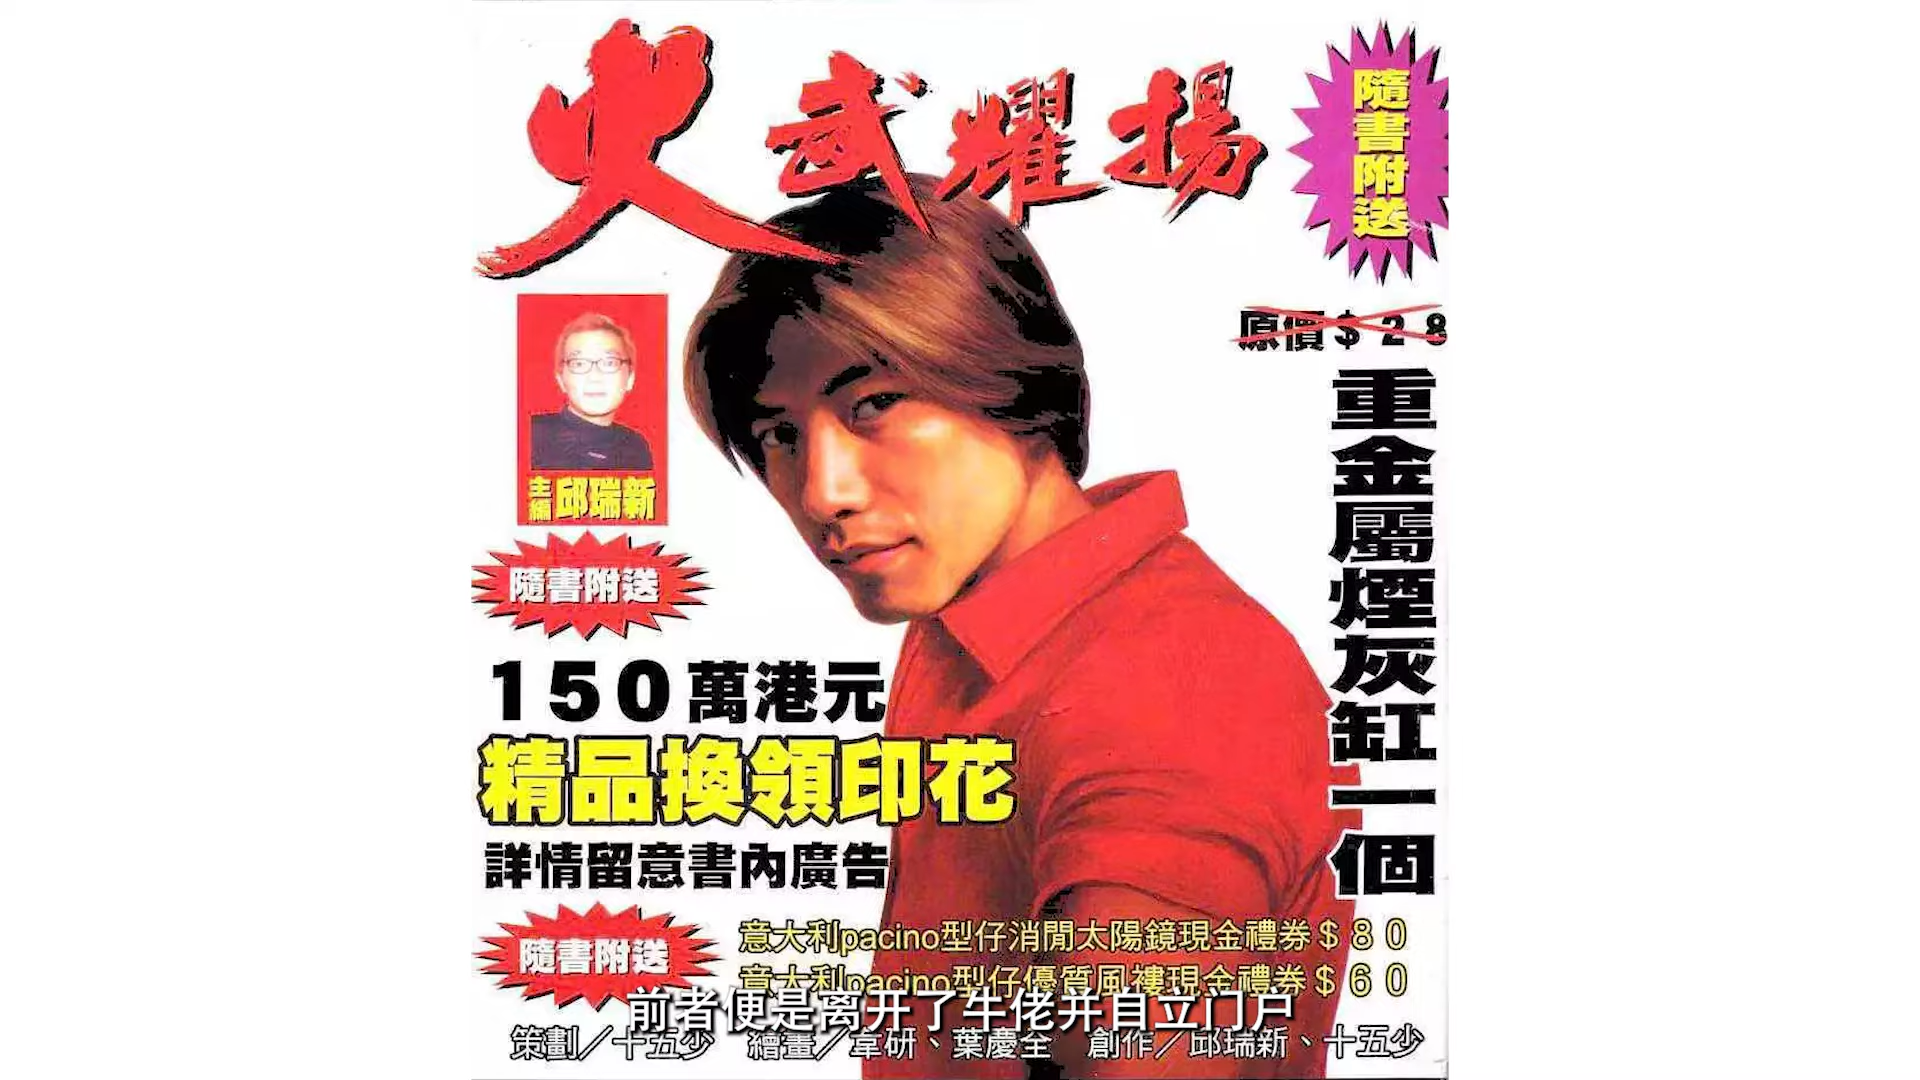 火武耀揚
隨書附送
原價$28
主編 邱瑞新
隨書附送
重金屬煙灰缸一個
150萬港元
精品換領印花
詳情留意書內廣告
隨書附送
意大利pacino型仔消閒太陽鏡現金禮券$80
意大利pacino型仔優質風褸現金禮券$60
前者便是离开了牛佬并自立门户
策劃／十五少 繪畫／韋研、葉慶全 創作／邱瑞新、十五少